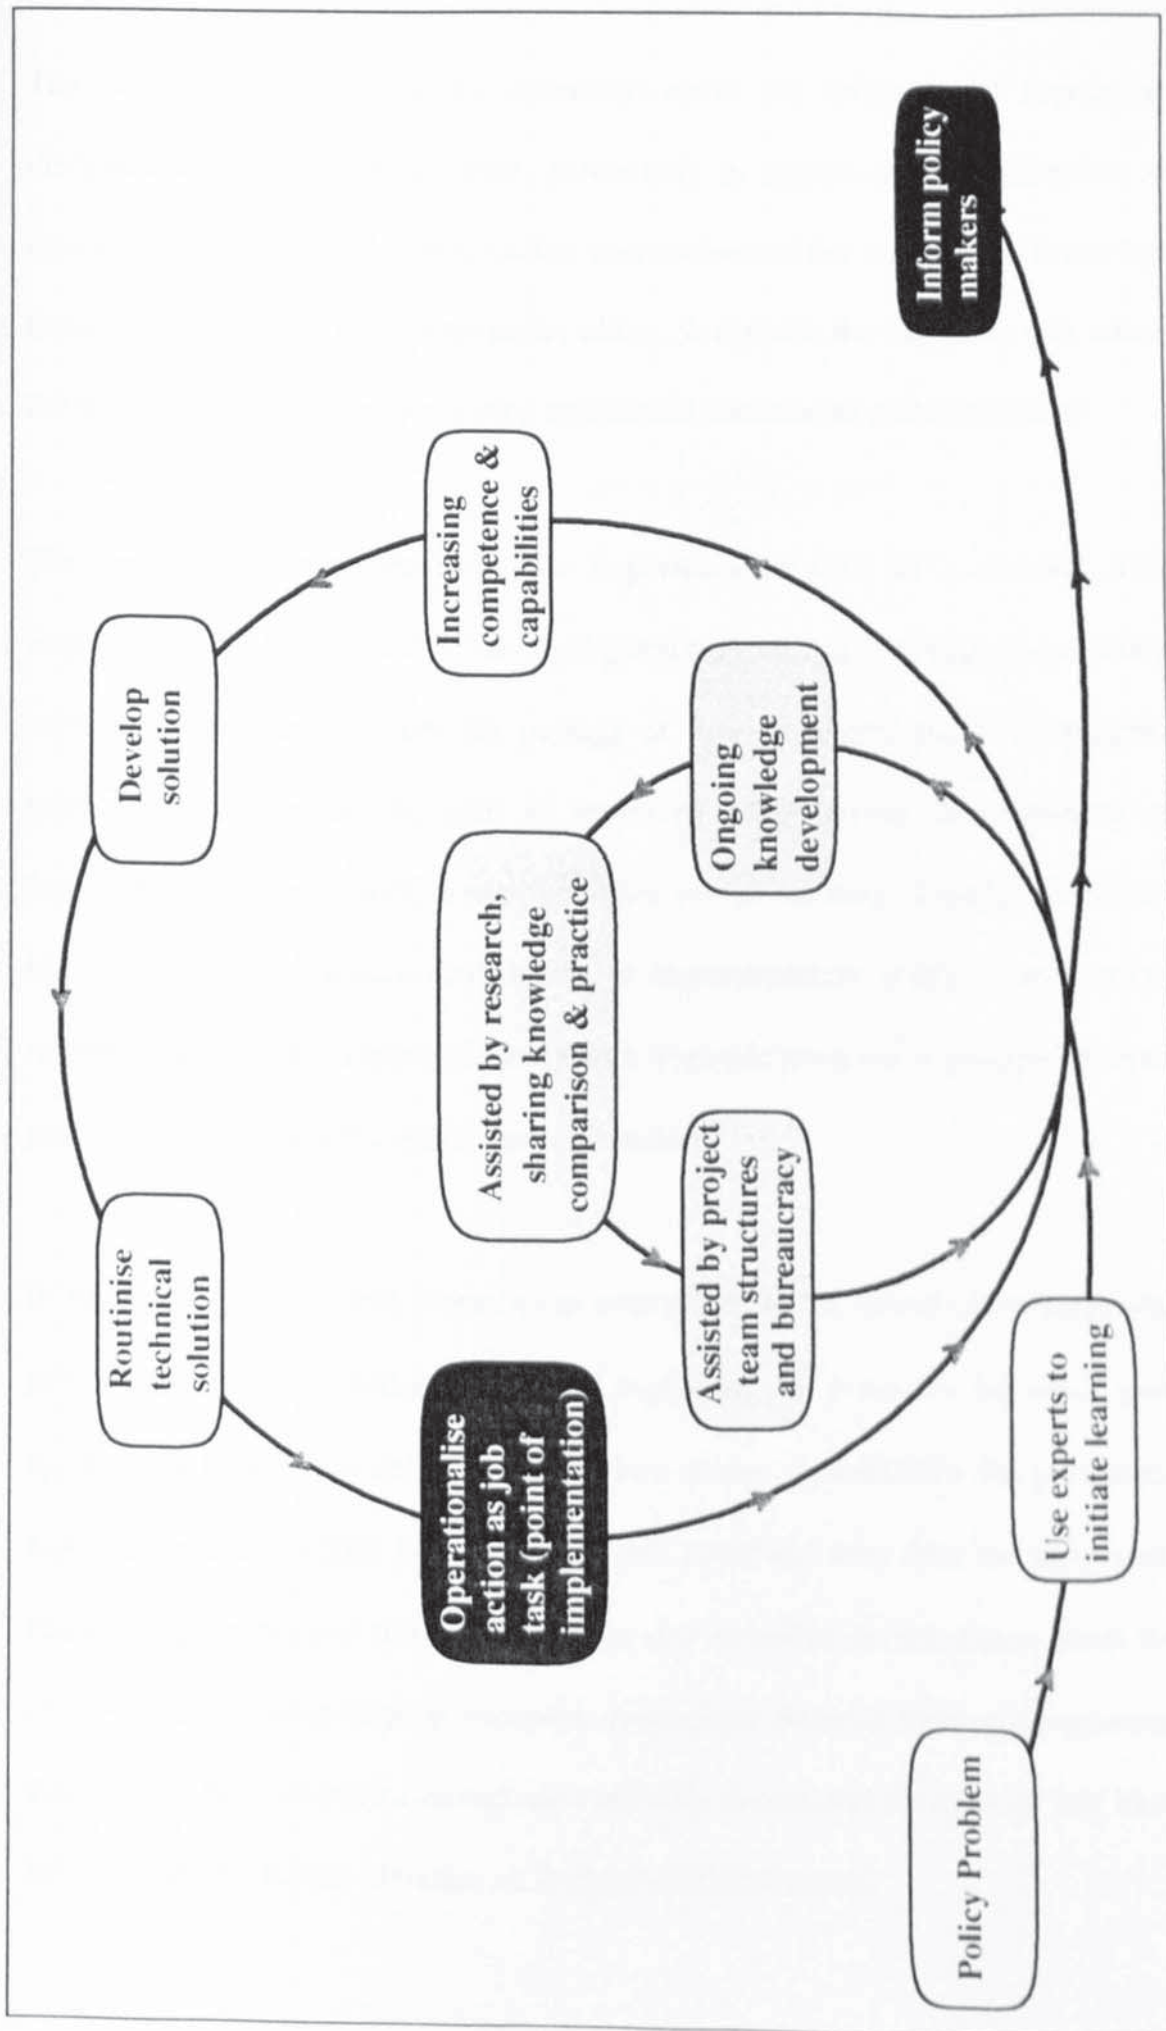 Policy Problem
Use experts to
initiate learning
Operationalise
action as job
task (point of
implementation)
Routinise
technical
solution
Develop
solution
Increasing
competence &
capabilities
Assisted by research,
sharing knowledge
comparison & practice
Ongoing
knowledge
development
Assisted by project
team structures
and bureaucracy
Inform policy
makers